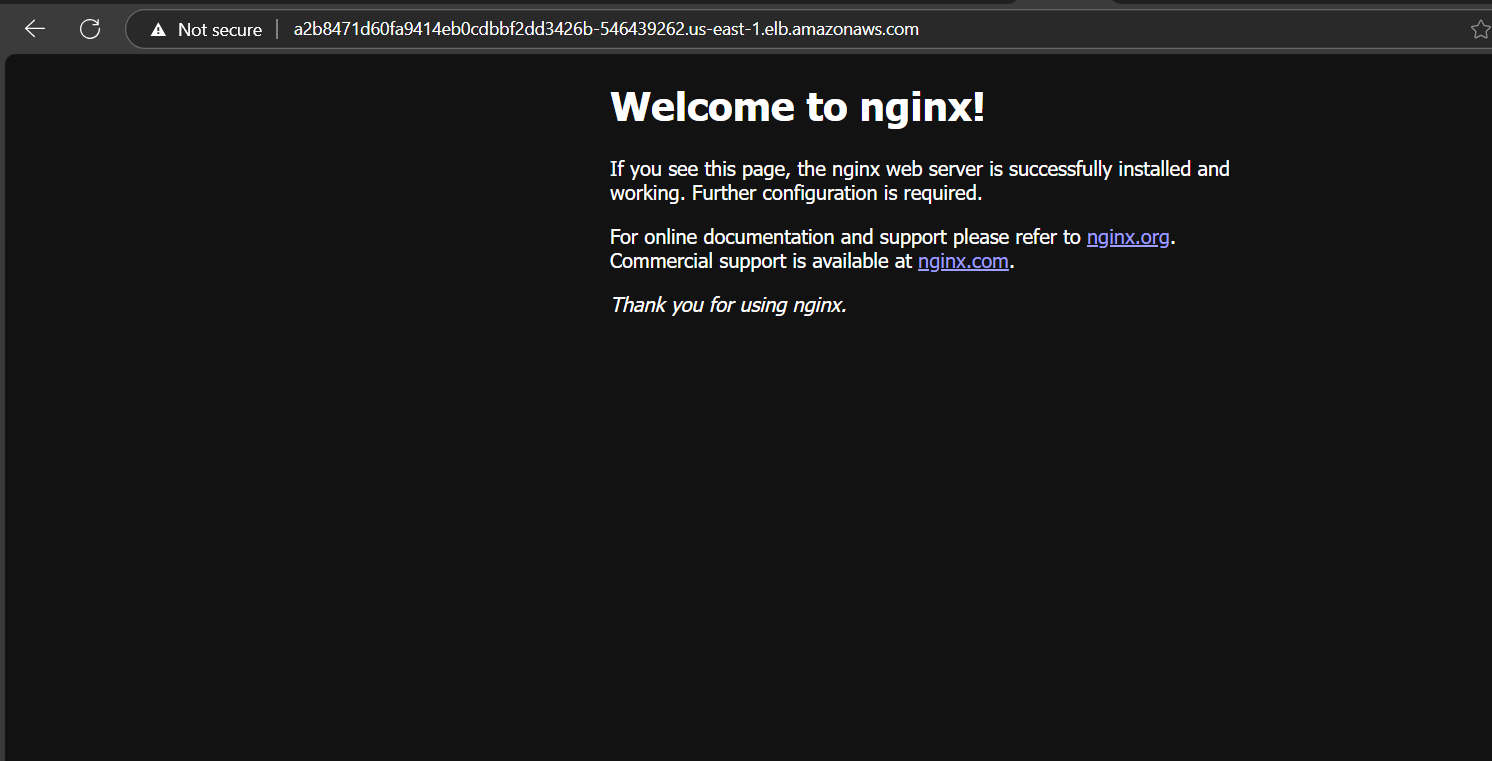 Not secure a2b8471d60fa9414eb0cdbbf2dd3426b-546439262.us-east-1.elb.amazonaws.com
Welcome to nginx!
If you see this page, the nginx web server is successfully installed and
working. Further configuration is required.
For online documentation and support please refer to nginx.org.
Commercial support is available at nginx.com.
Thank you for using nginx.